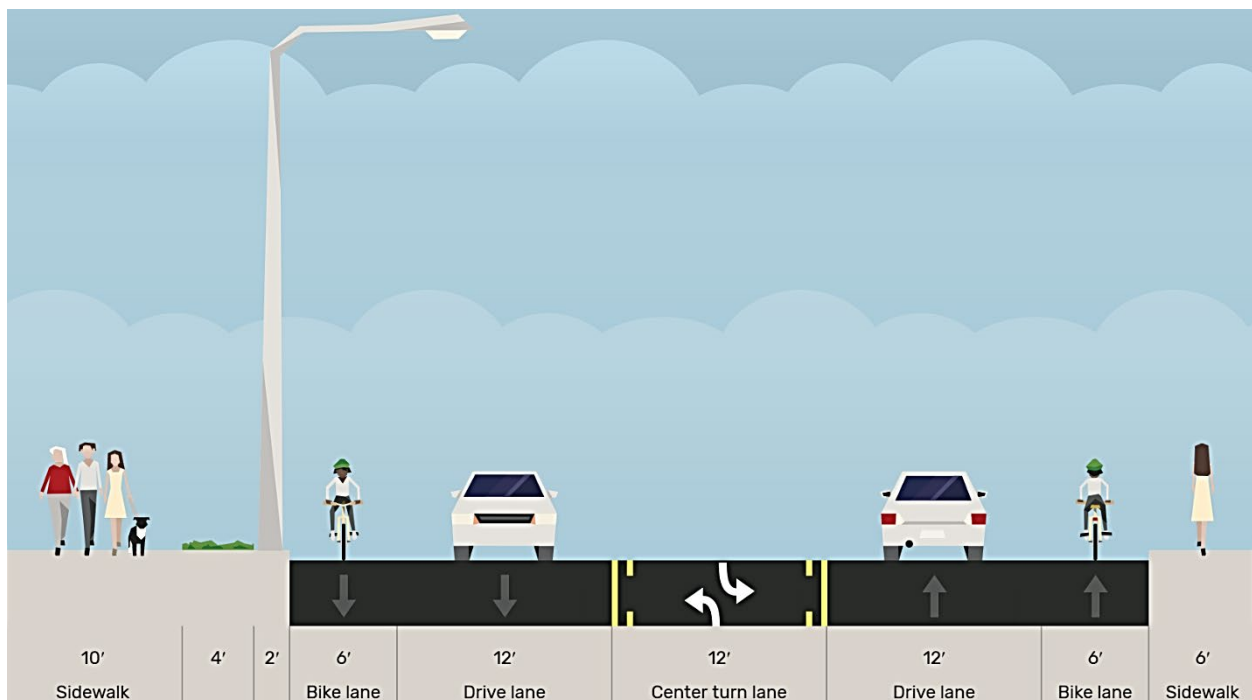 10′ 4′ 2′ 6′ 12′ 12′ 12′ 6′ 6′
Sidewalk Bike lane Drive lane Center turn lane Drive lane Bike lane Sidewalk